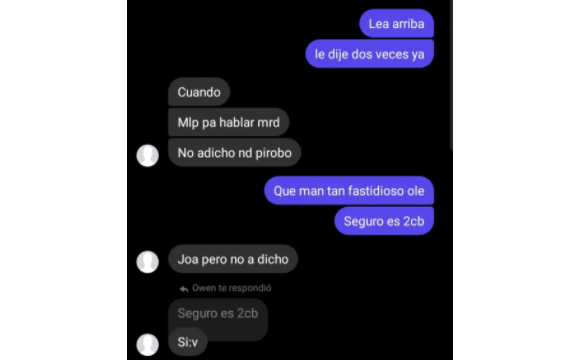 Lea arriba
le dije dos veces ya
Cuando
Mlp pa hablar mrd
No adicho nd pirobo
Que man tan fastidioso ole
Seguro es 2cb
Joa pero no a dicho
Owen te respondió
Seguro es 2cb
Si:v